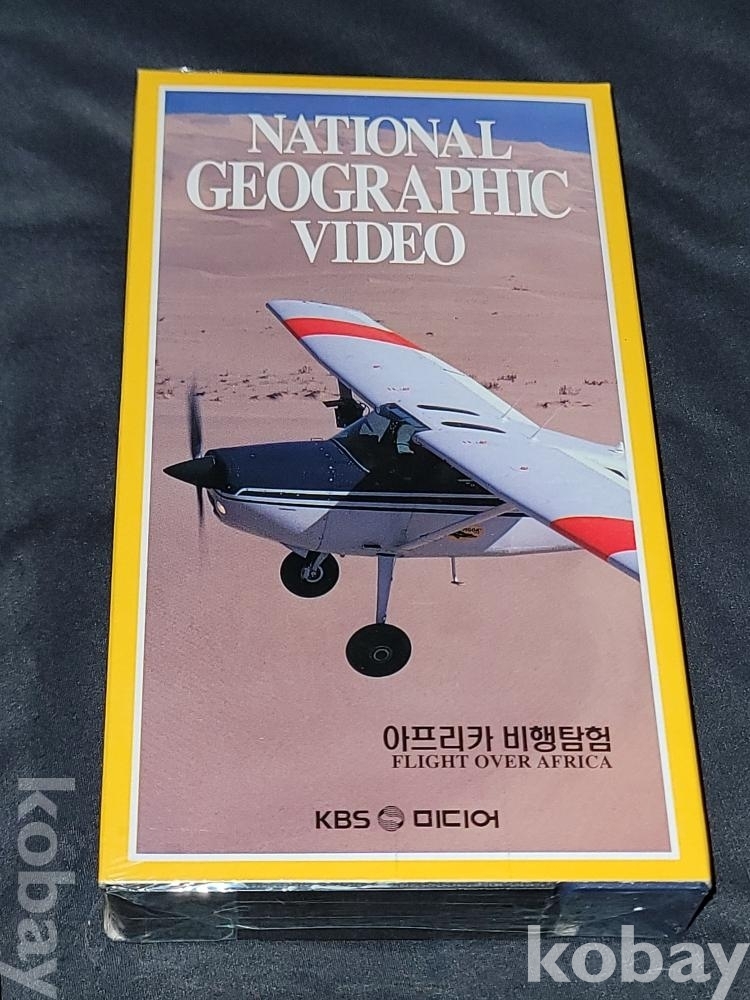 NATIONAL
GEOGRAPHIC
VIDEO
아프리카 비행탐험
FLIGHT OVER AFRICA
KBS 미디어
kobay
kobay